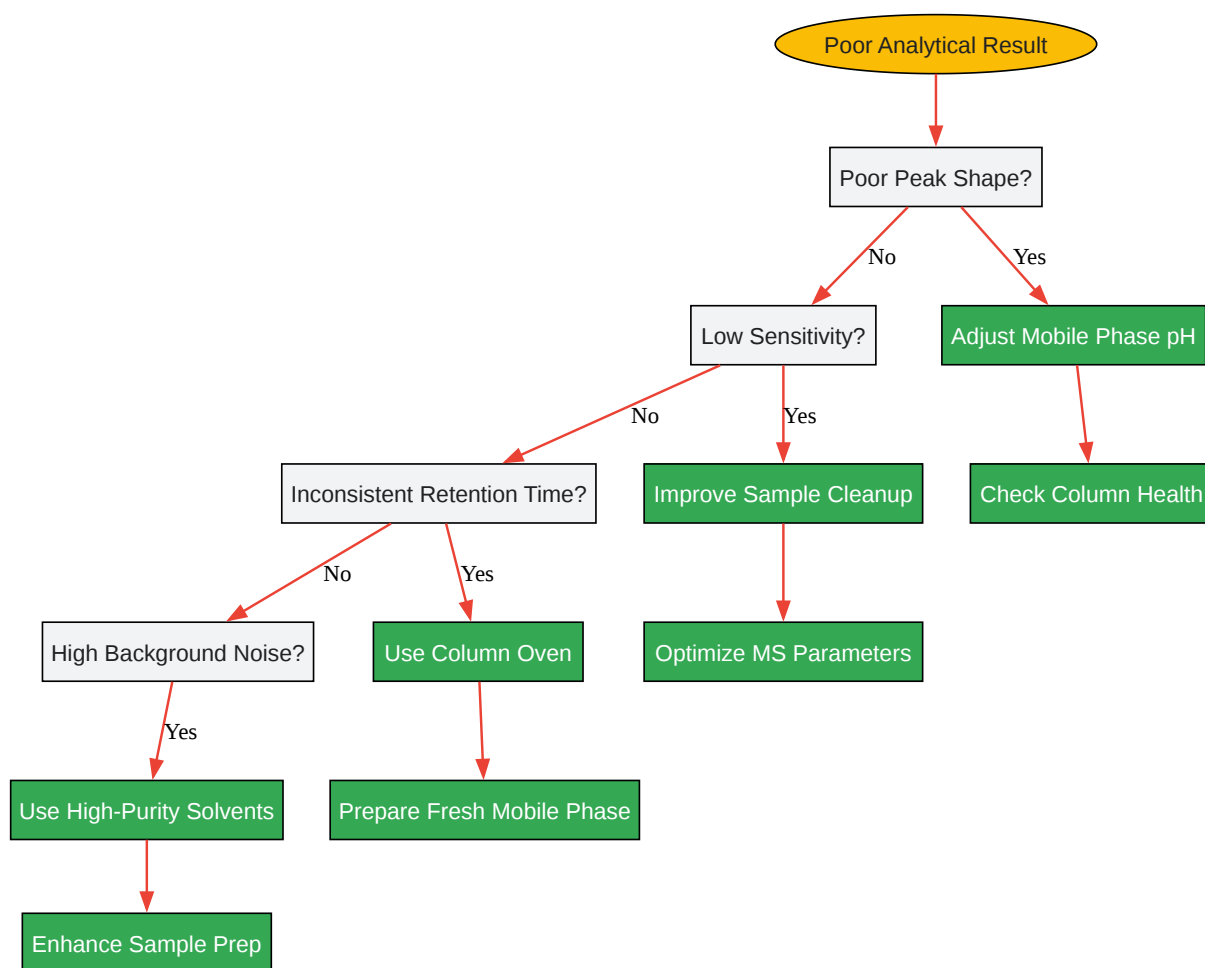 Poor Analytical Result
Poor Peak Shape?
No
Yes
Low Sensitivity?
Adjust Mobile Phase pH
No
Yes
Inconsistent Retention Time?
Improve Sample Cleanup
Check Column Health
No
Yes
High Background Noise?
Use Column Oven
Optimize MS Parameters
Yes
Use High-Purity Solvents
Prepare Fresh Mobile Phase
Enhance Sample Prep